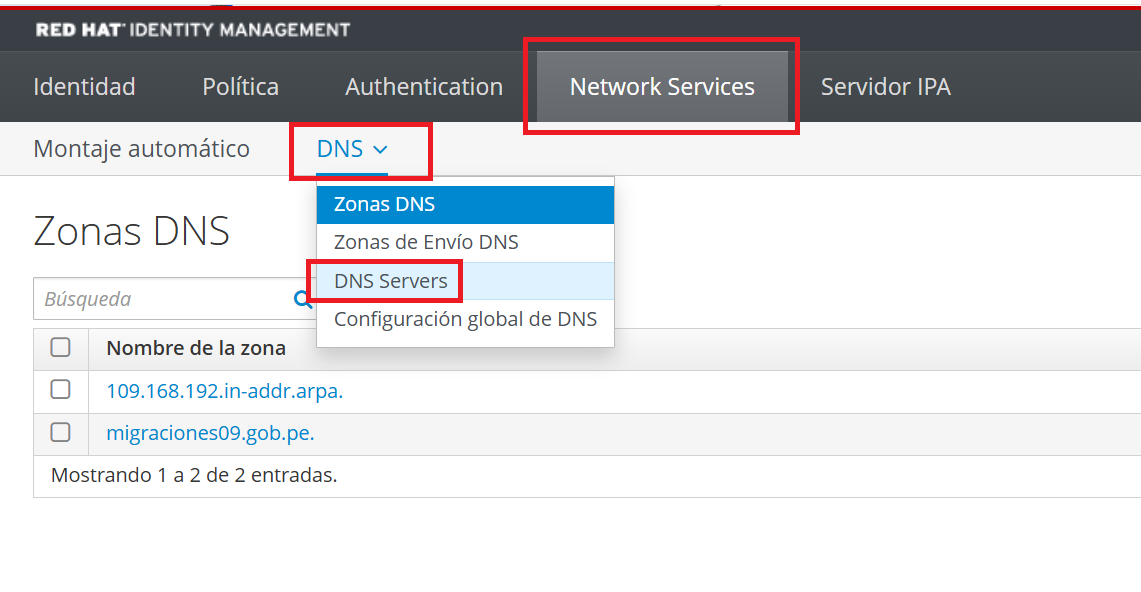 RED HAT® IDENTITY MANAGEMENT
Identidad Política Authentication Network Services Servidor IPA
Montaje automático DNS
Zonas DNS
Zonas DNS
Zonas de Envío DNS
DNS Servers
Configuración global de DNS
Búsqueda
Nombre de la zona
109.168.192.in-addr.arpa.
migraciones09.gob.pe.
Mostrando 1 a 2 de 2 entradas.